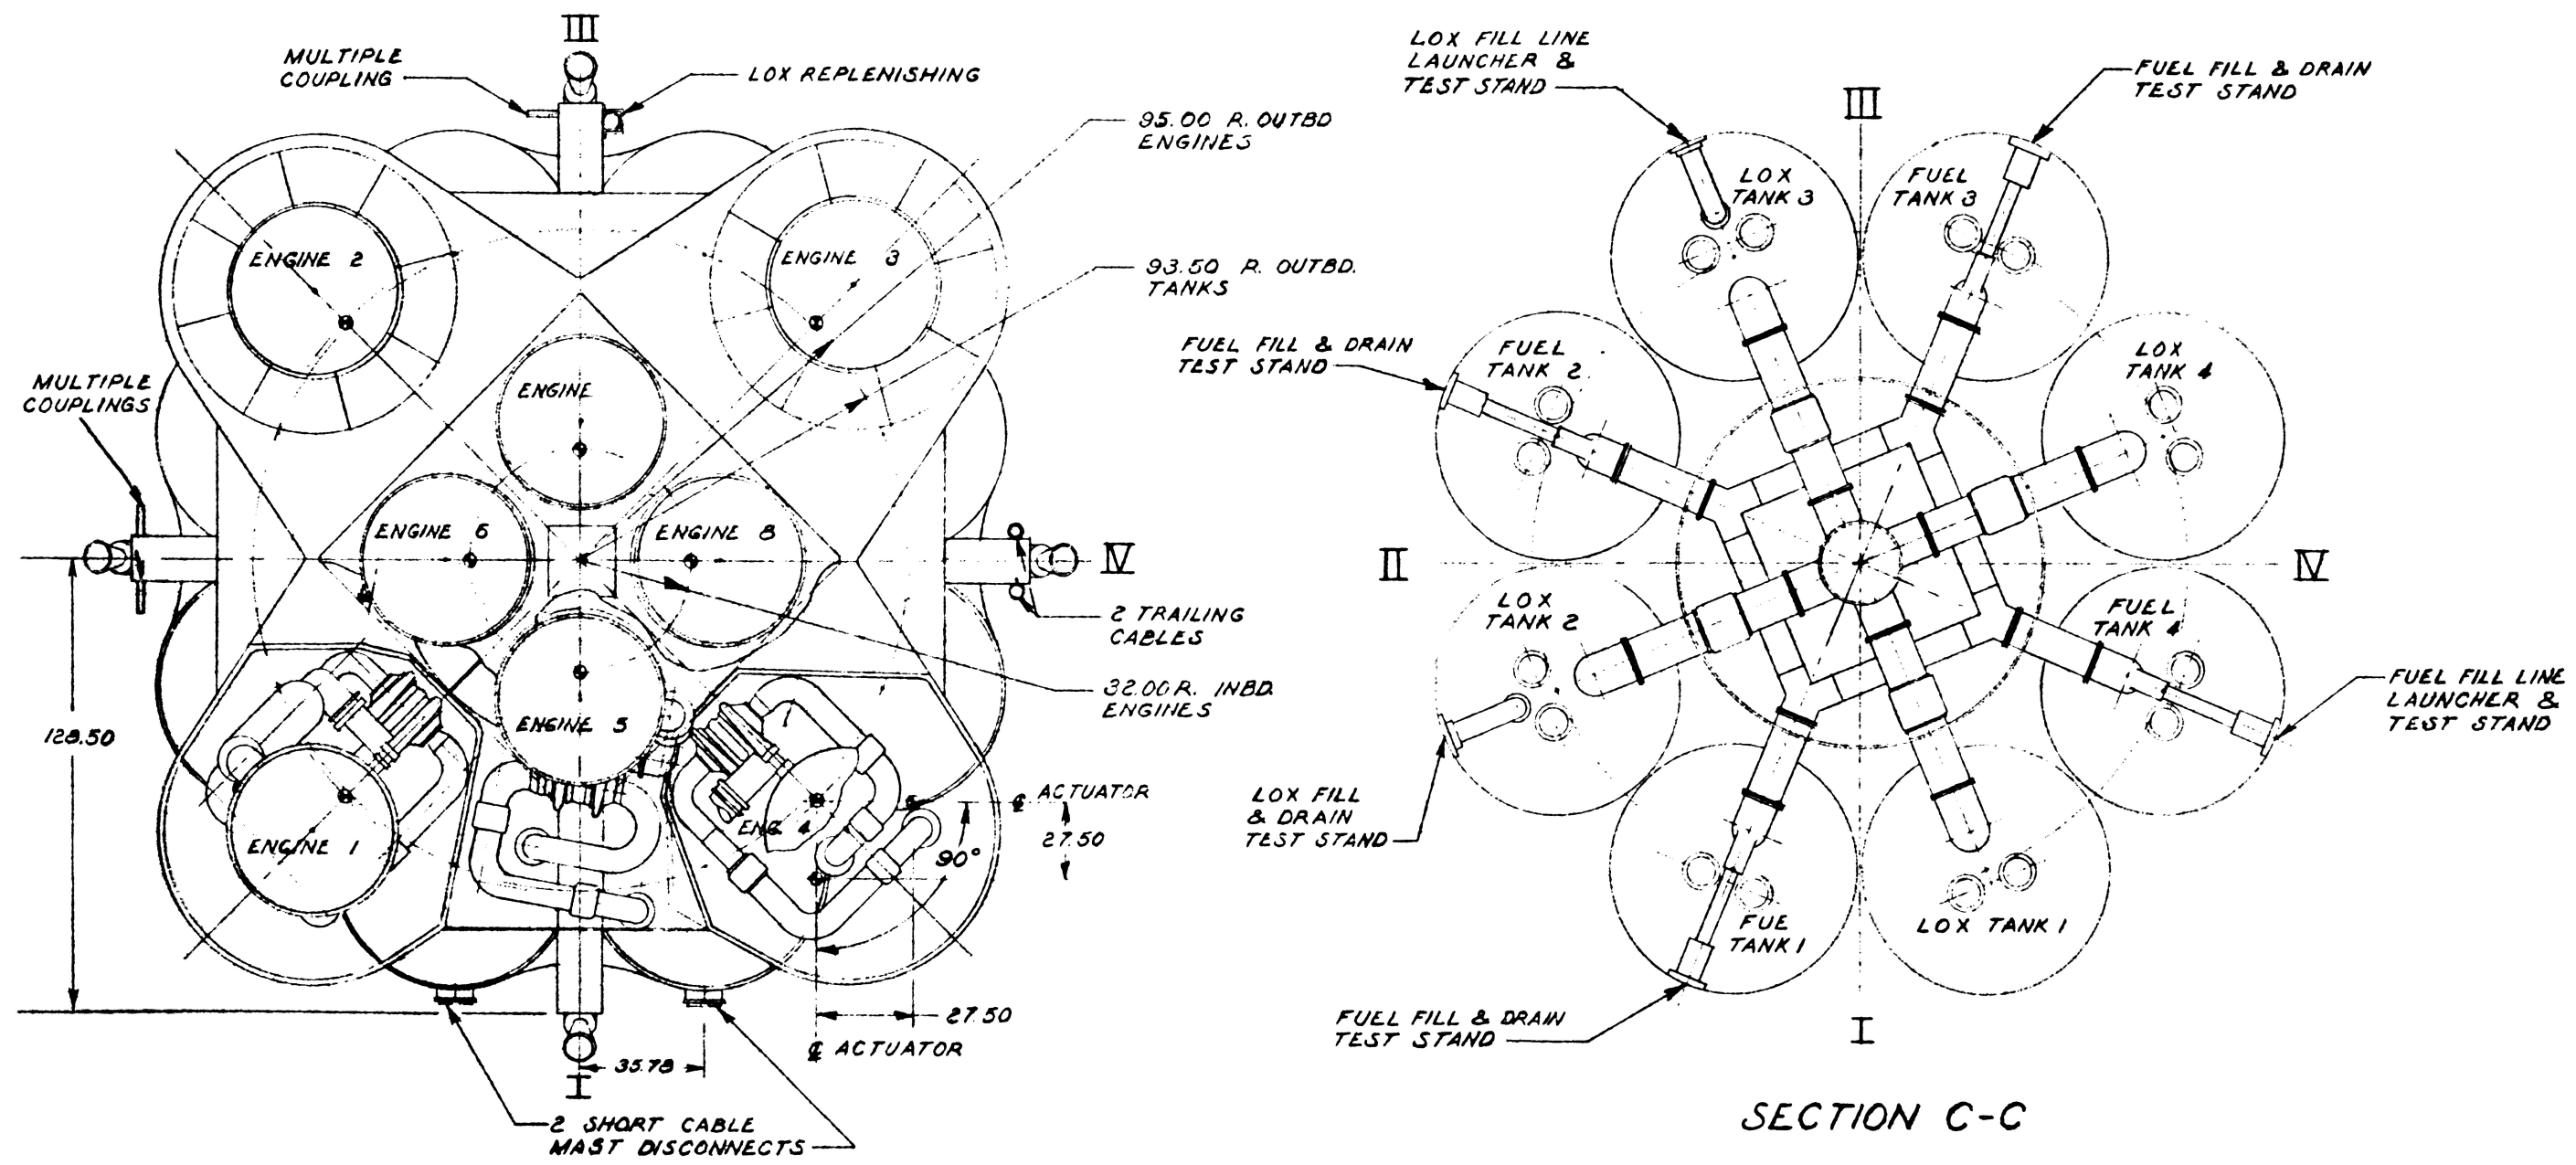 III
MULTIPLE
COUPLING
LOX REPLENISHING
95.00 R. OUTBD
ENGINES
ENGINE 2
ENGINE 3
93.50 R. OUTBD.
TANKS
MULTIPLE
COUPLINGS
ENGINE
ENGINE 6
ENGINE 8
IV
2 TRAILING
CABLES
32.00 R. INBD.
ENGINES
ENGINE 5
128.50
ENGINE 1
ENG. 4
90°
℄ ACTUATOR
27.50
27.50
℄ ACTUATOR
35.78
I
2 SHORT CABLE
MAST DISCONNECTS
LOX FILL LINE
LAUNCHER &
TEST STAND
III
FUEL FILL & DRAIN
TEST STAND
LOX
TANK 3
FUEL
TANK 3
FUEL FILL & DRAIN
TEST STAND
FUEL
TANK 2
LOX
TANK 4
II
IV
LOX
TANK 2
FUEL
TANK 4
FUEL FILL LINE
LAUNCHER &
TEST STAND
LOX FILL
& DRAIN
TEST STAND
FUE
TANK 1
LOX TANK 1
FUEL FILL & DRAIN
TEST STAND
I
SECTION C-C